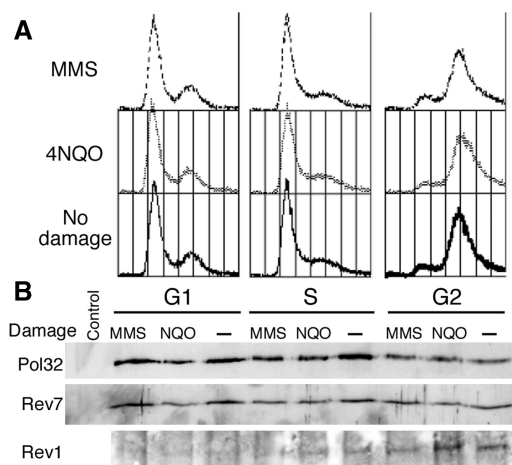 A
MMS
4NQO
No
damage
B
G1 S G2
Control
Damage MMS NQO – MMS NQO – MMS NQO –
Pol32
Rev7
Rev1